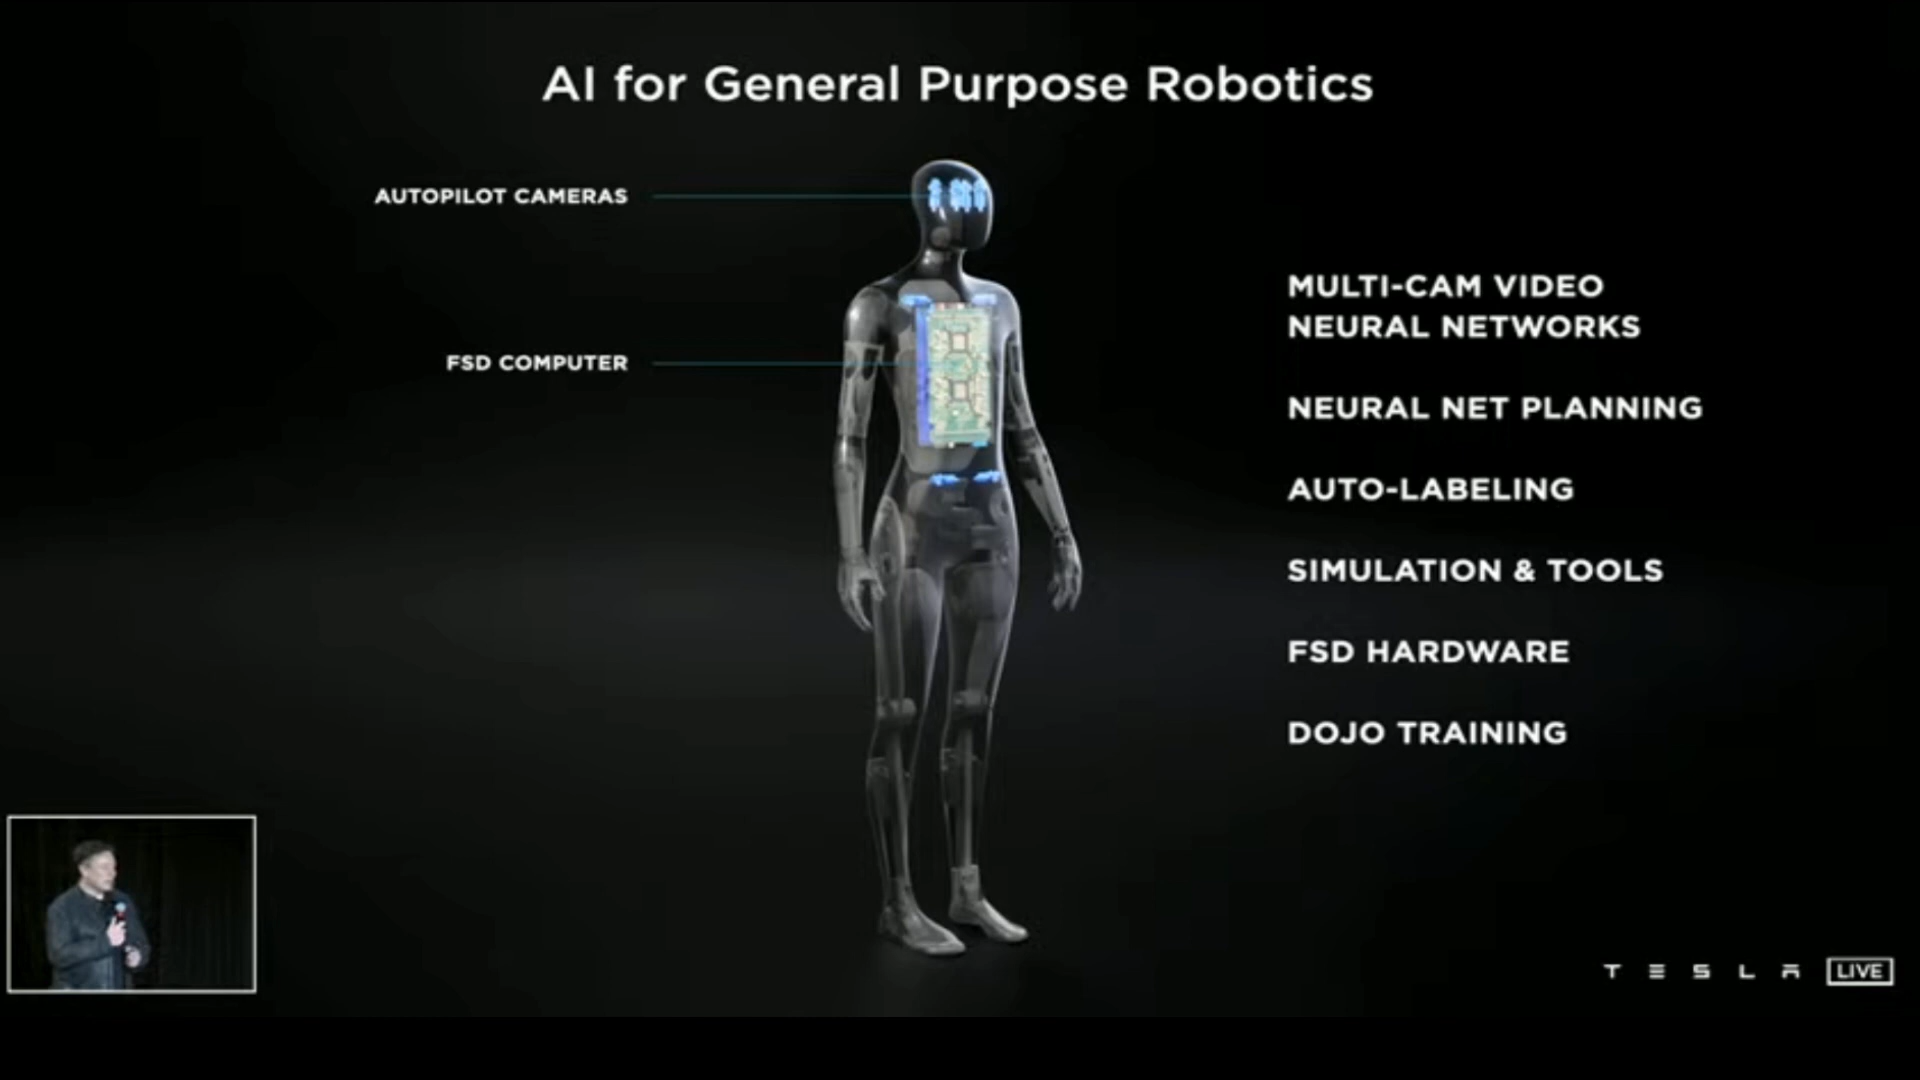 AI for General Purpose Robotics
AUTOPILOT CAMERAS
FSD COMPUTER
MULTI-CAM VIDEO
NEURAL NETWORKS
NEURAL NET PLANNING
AUTO-LABELING
SIMULATION & TOOLS
FSD HARDWARE
DOJO TRAINING
TESLA LIVE